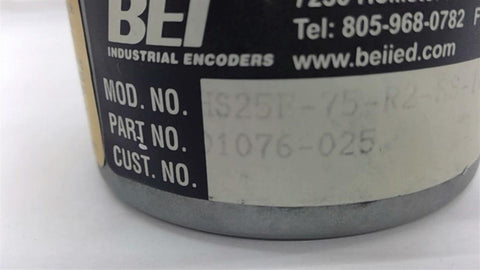 BEI
INDUSTRIAL ENCODERS
Tel: 805-968-0782
www.beiied.com
MOD. NO. HS25F-75-R2-SS-
PART NO. 01076-025
CUST. NO.